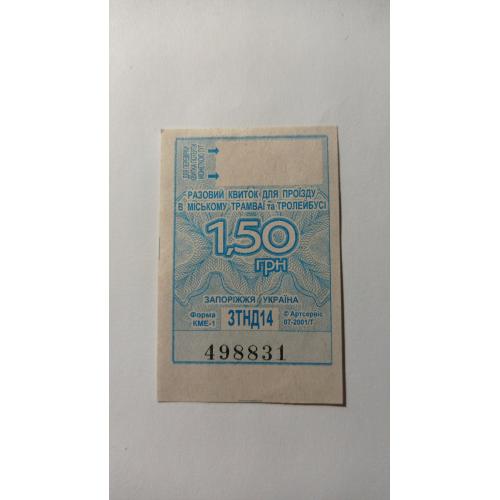 РАЗОВИЙ КВИТОК ДЛЯ ПРОЇЗДУ
В МІСЬКОМУ ТРАМВАЇ та ТРОЛЕЙБУСІ
1,50
грн
ЗАПОРІЖЖЯ УКРАЇНА
Форма
КМЕ-1
ЗТНД14
© Артсервіс
07-2001/Т
498831